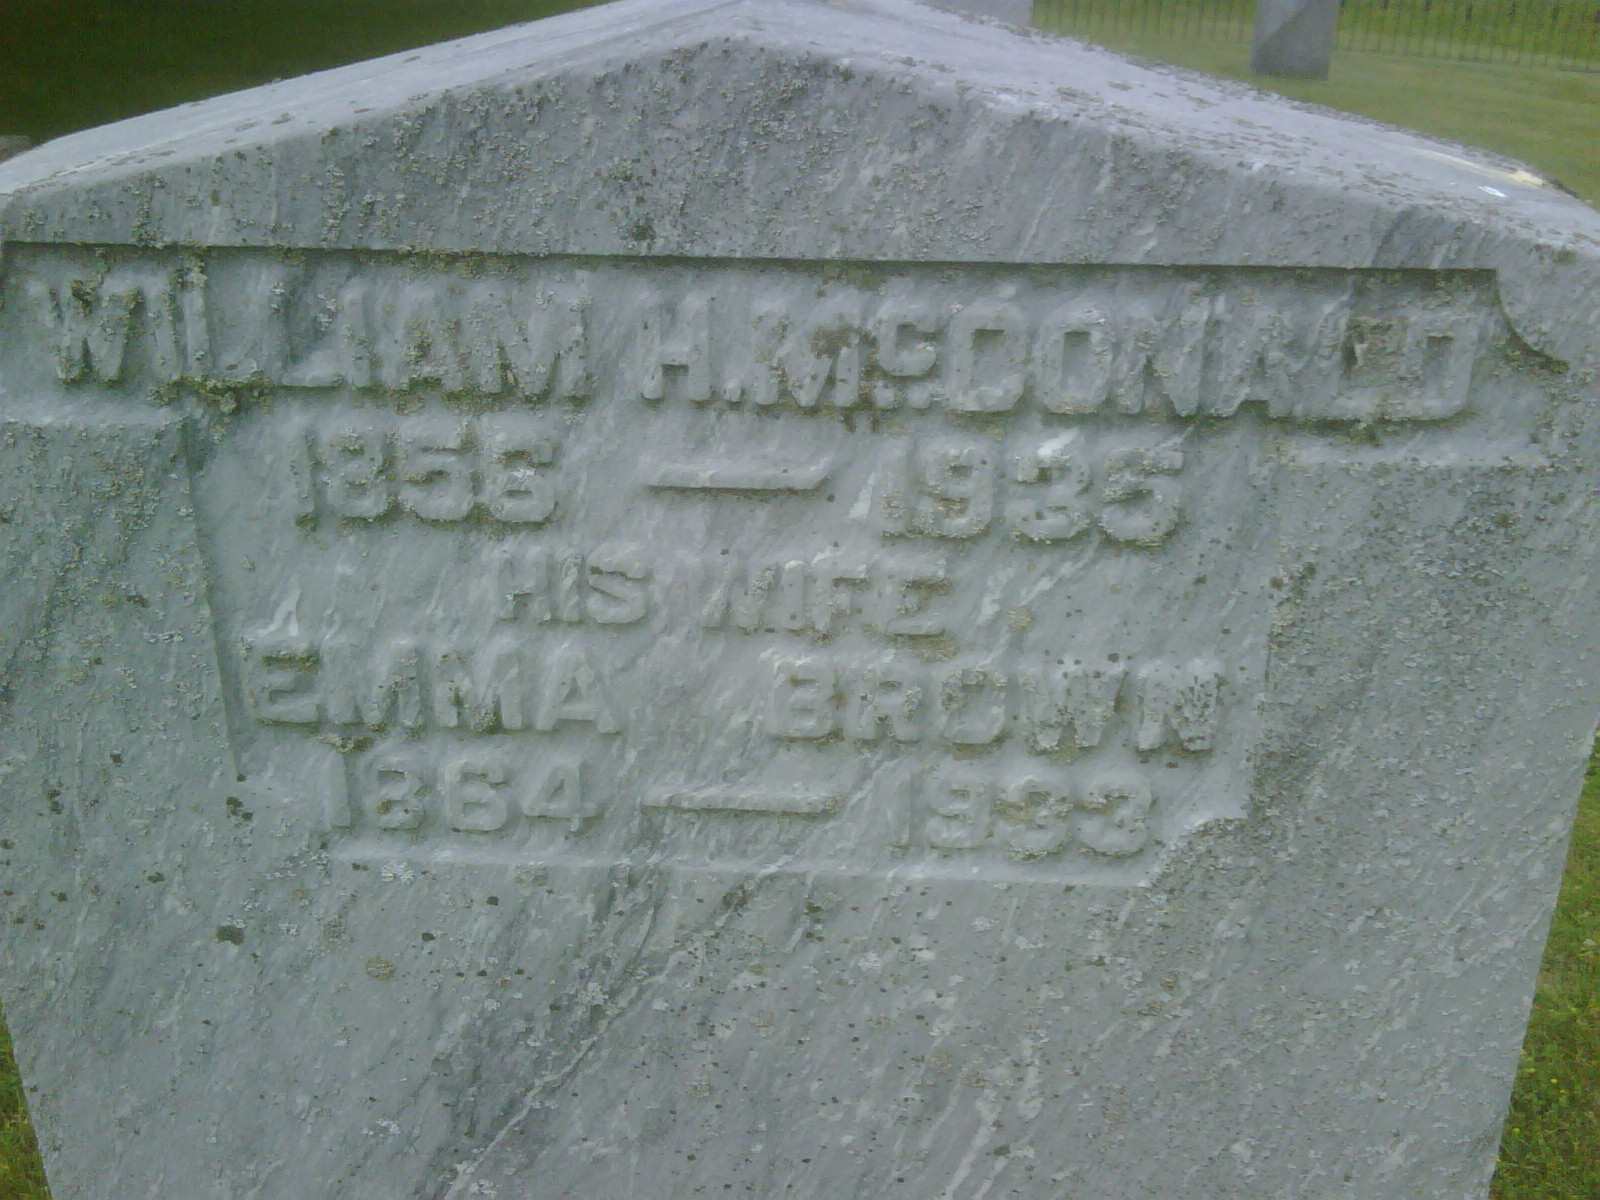 WILLIAM H. McDONALD
1856 — 1935
HIS WIFE
EMMA BROWN
1864 — 1933